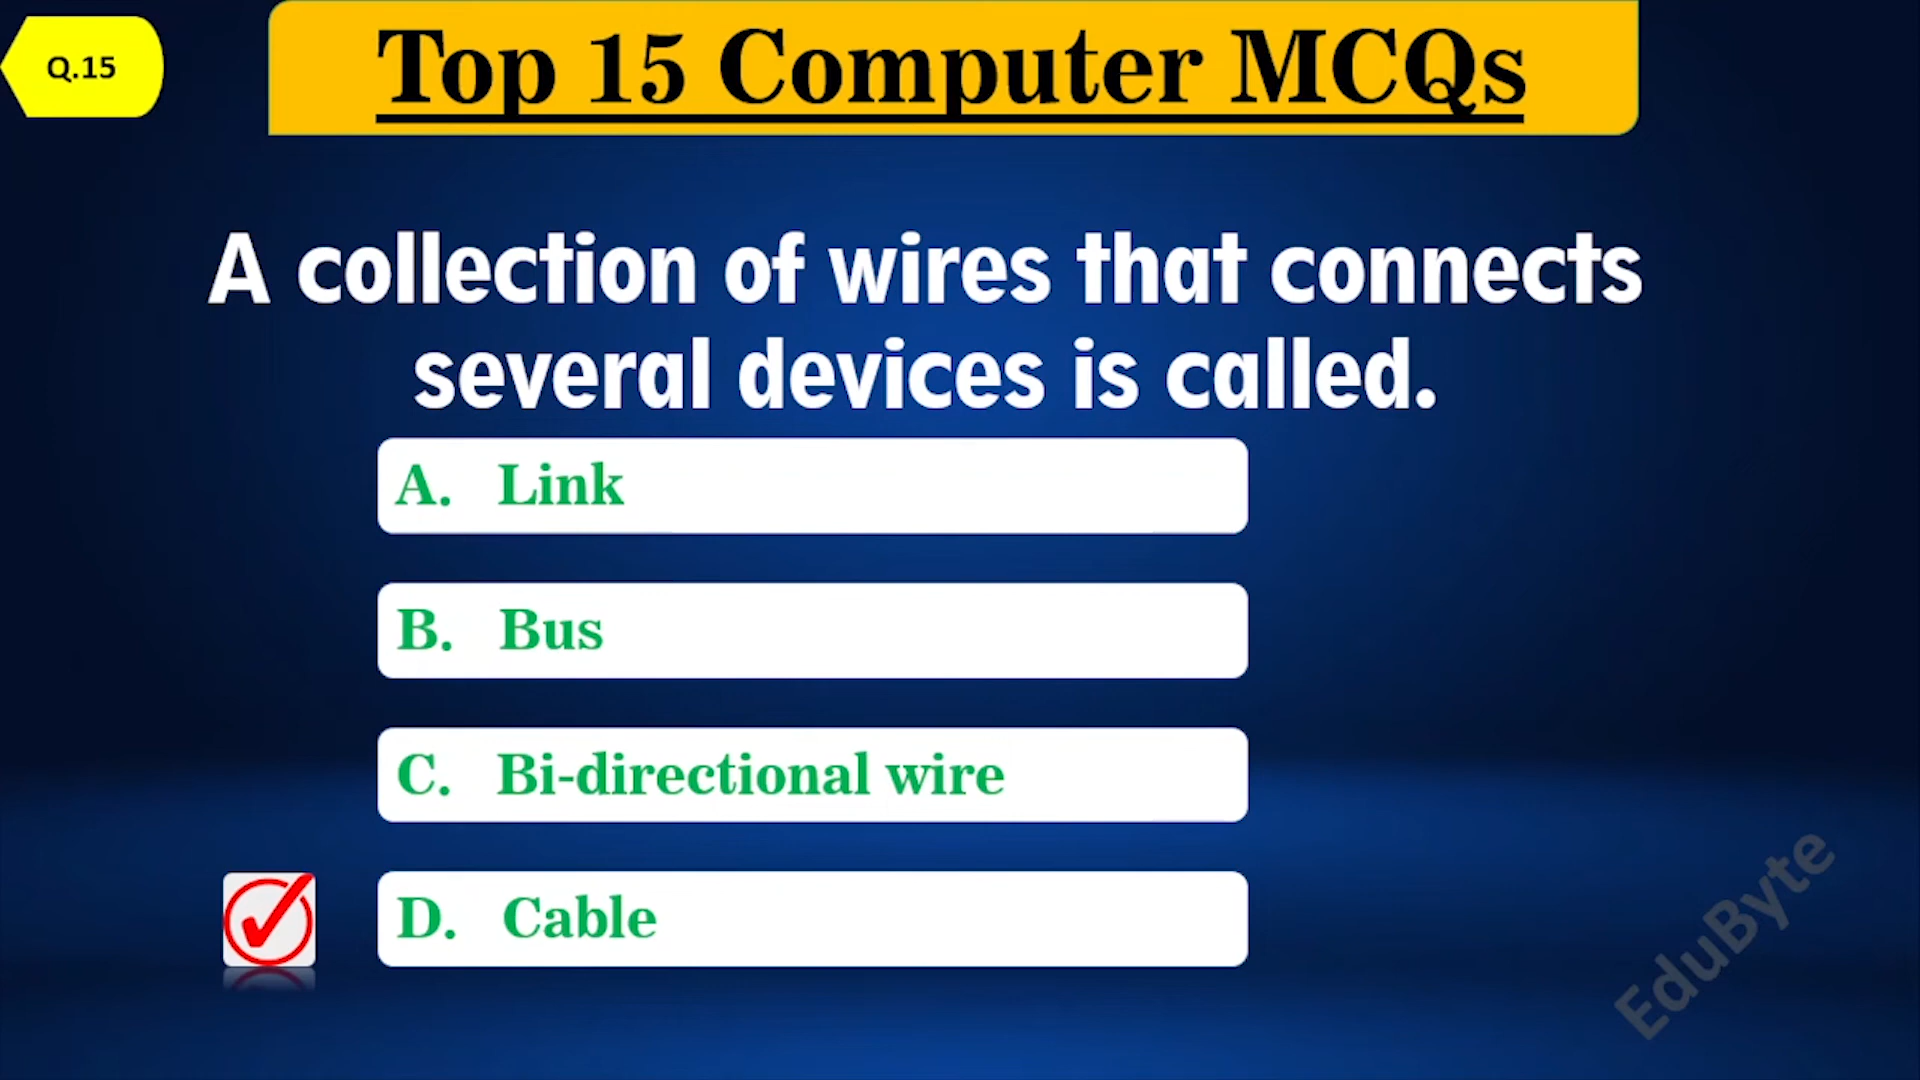 Q.15
Top 15 Computer MCQs
A collection of wires that connects
several devices is called.
A. Link
B. Bus
C. Bi-directional wire
D. Cable
EduByte